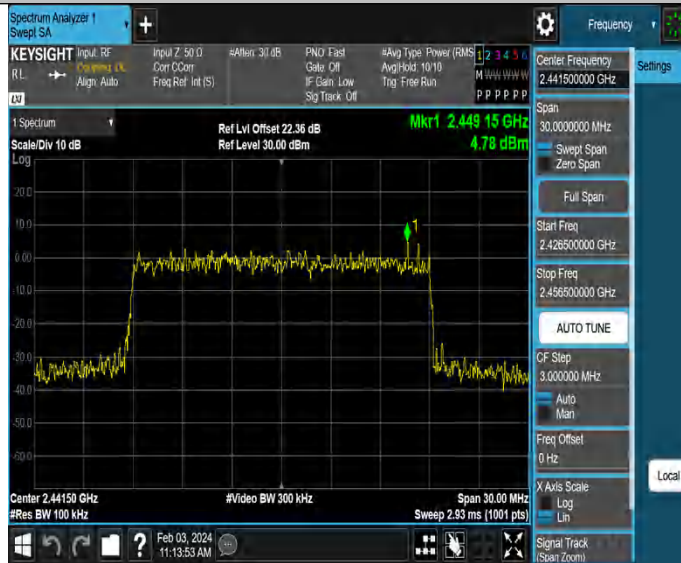 Spectrum Analyzer 1
Swept SA
Frequency
KEYSIGHT
Input: RF
Input Z: 50 Ω
#Atten: 30 dB
PNO: Fast
#Avg Type: Power (RMS
1 2 3 4 5 6
RL
Coupling: DC
Corr CCorr
Gate: Off
Avg|Hold: 10/10
M W W W W W
Align: Auto
Freq Ref: Int (S)
IF Gain: Low
Trig: Free Run
Sig Track: Off
P P P P P P
Center Frequency
2.441500000 GHz
Settings
1 Spectrum
Ref Lvl Offset 22.36 dB
Mkr1 2.449 15 GHz
Scale/Div 10 dB
Ref Level 30.00 dBm
4.78 dBm
Log
Span
30.0000000 MHz
Swept Span
Zero Span
Full Span
20.0
10.0
0.00
-10.0
-20.0
-30.0
-40.0
-50.0
-60.0
1
Start Freq
2.426500000 GHz
Stop Freq
2.456500000 GHz
AUTO TUNE
CF Step
3.000000 MHz
Auto
Man
Freq Offset
0 Hz
X Axis Scale
Log
Lin
Local
Signal Track
(Span Zoom)
Center 2.44150 GHz
#Video BW 300 kHz
Span 30.00 MHz
#Res BW 100 kHz
Sweep 2.93 ms (1001 pts)
?
Feb 03, 2024
11:13:53 AM